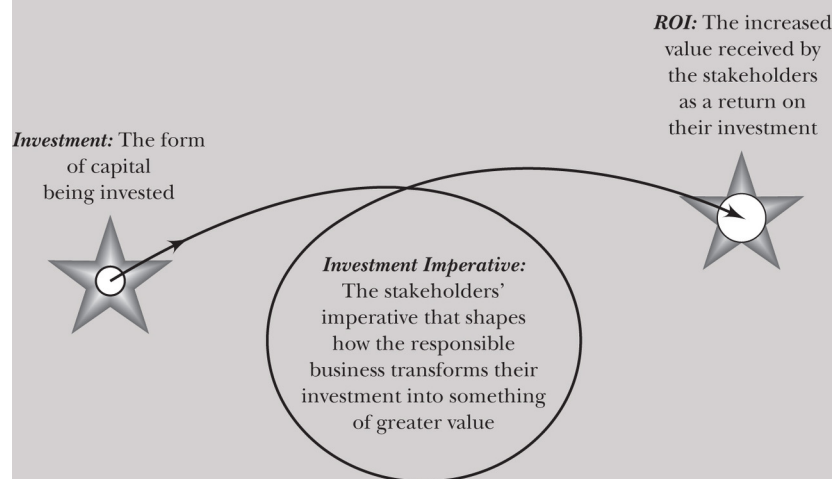 Investment: The form
of capital
being invested
Investment Imperative:
The stakeholders’
imperative that shapes
how the responsible
business transforms their
investment into something
of greater value
ROI: The increased
value received by
the stakeholders
as a return on
their investment